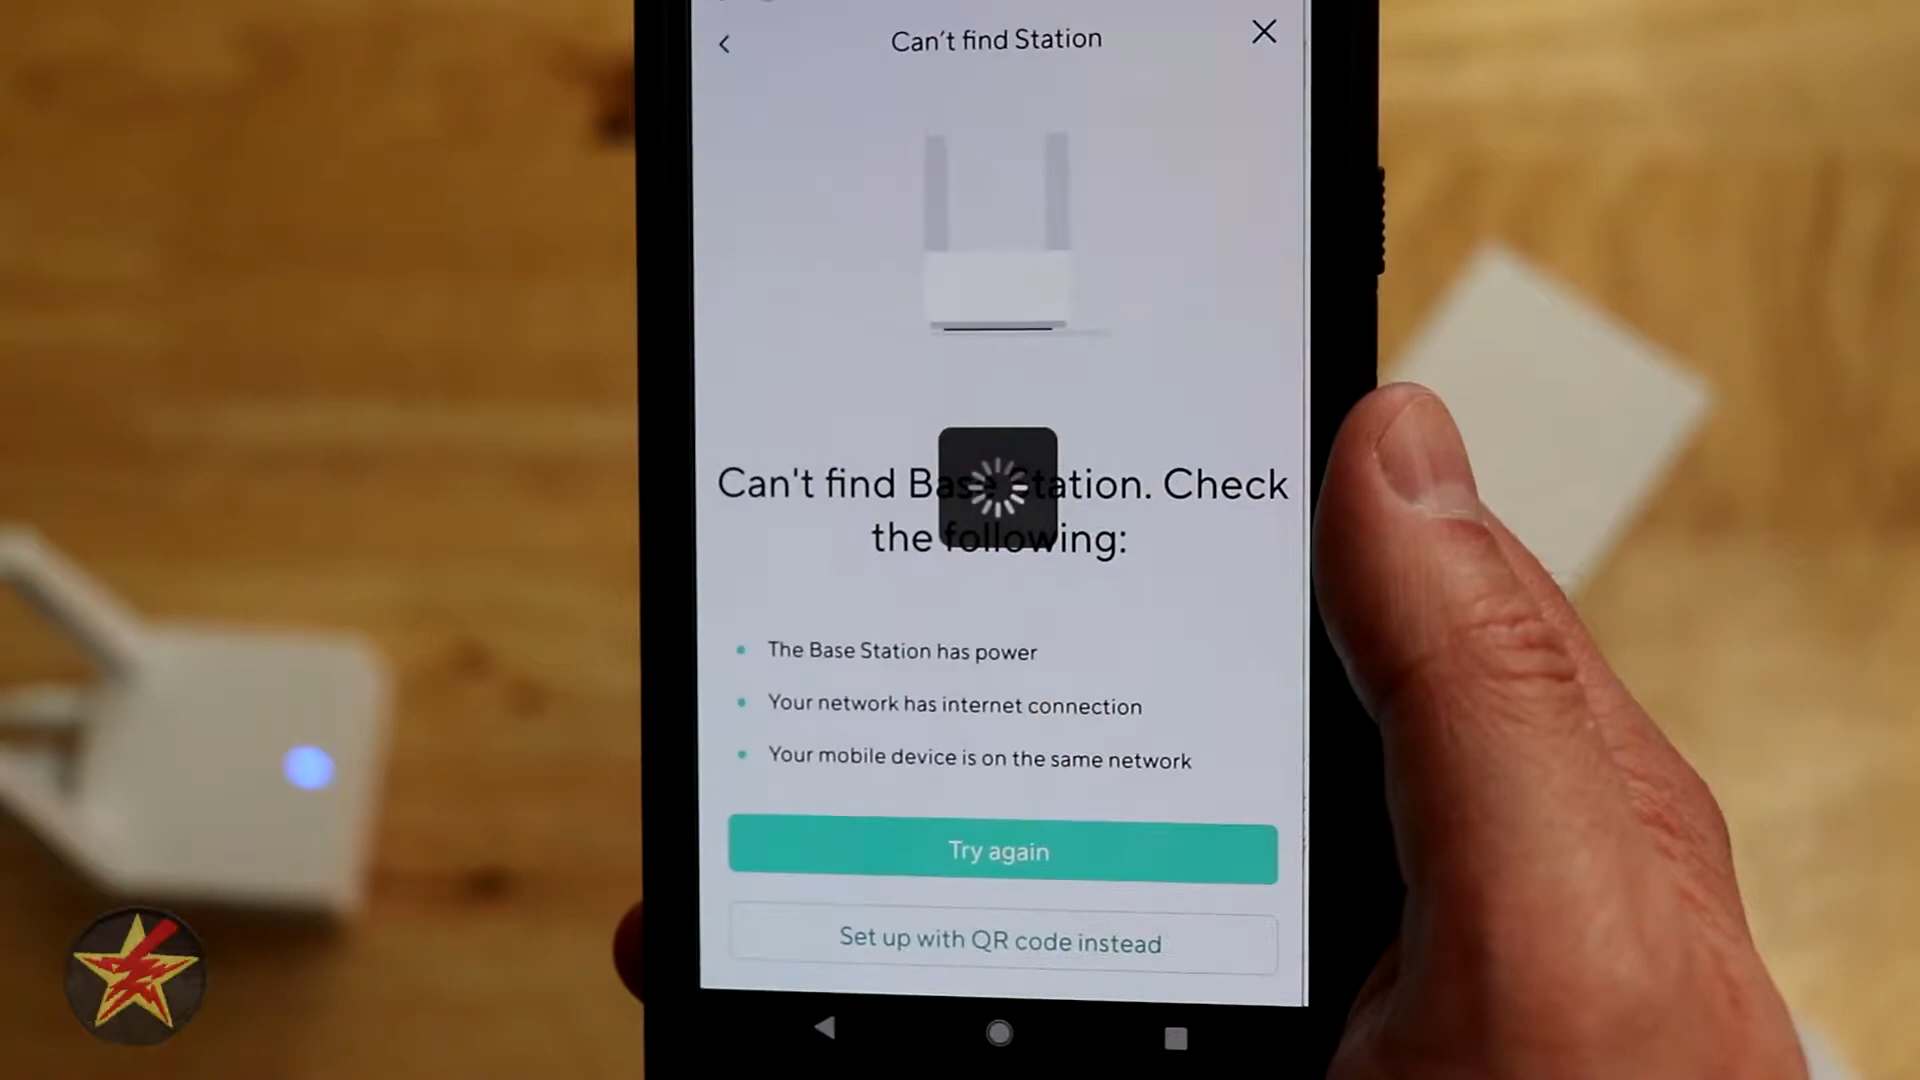 Can't find Station
Can't find Base Station. Check
the following:
The Base Station has power
Your network has internet connection
Your mobile device is on the same network
Try again
Set up with QR code instead